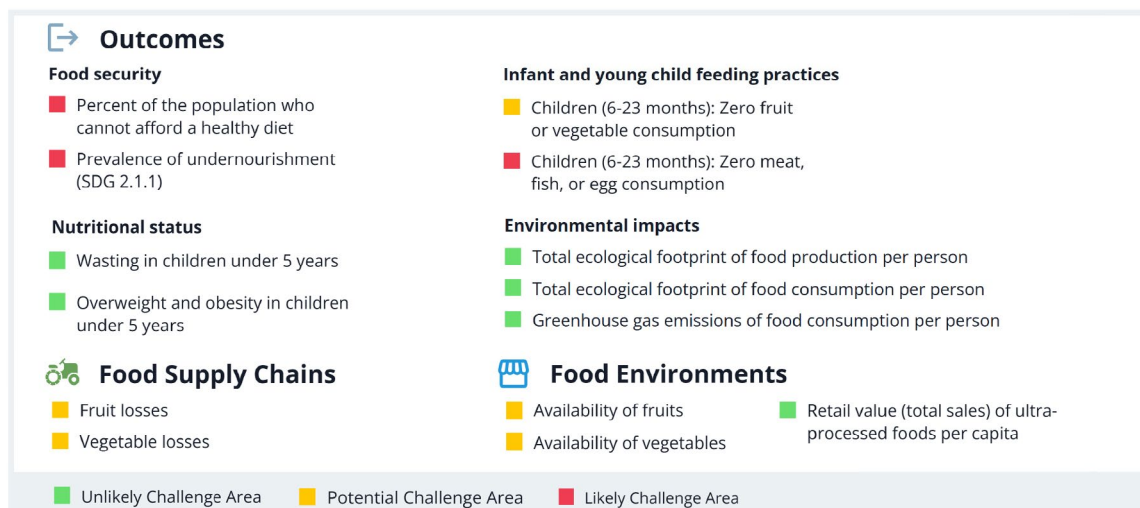 Outcomes
Food security
Percent of the population who
cannot afford a healthy diet
Prevalence of undernourishment
(SDG 2.1.1)
Infant and young child feeding practices
Children (6-23 months): Zero fruit
or vegetable consumption
Children (6-23 months): Zero meat,
fish, or egg consumption
Nutritional status
Wasting in children under 5 years
Overweight and obesity in children
under 5 years
Environmental impacts
Total ecological footprint of food production per person
Total ecological footprint of food consumption per person
Greenhouse gas emissions of food consumption per person
Food Supply Chains
Fruit losses
Vegetable losses
Food Environments
Availability of fruits
Availability of vegetables
Retail value (total sales) of ultra-
processed foods per capita
Unlikely Challenge Area
Potential Challenge Area
Likely Challenge Area